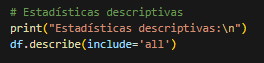 # Estadísticas descriptivas
print("Estadísticas descriptivas:\n")
df.describe(include='all')